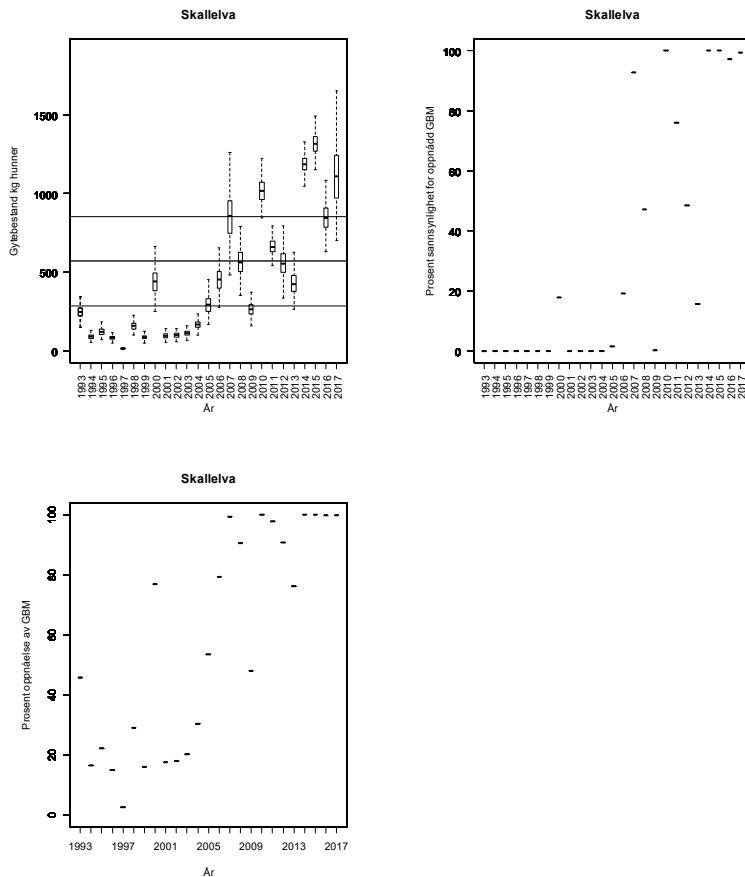 Skallelva
Gytebestand kg hunner
1500
1000
500
0
1993 1994 1995 1996 1997 1998 1999 2000 2001 2002 2003 2004 2005 2006 2007 2008 2009 2010 2011 2012 2013 2014 2015 2016 2017
År
Skallelva
Prosent sannsynlighet for oppnådd GBM
100
80
60
40
20
0
1993 1994 1995 1996 1997 1998 1999 2000 2001 2002 2003 2004 2005 2006 2007 2008 2009 2010 2011 2012 2013 2014 2015 2016 2017
År
Skallelva
Prosent oppnåelse av GBM
100
80
60
40
20
0
1993 1997 2001 2005 2009 2013 2017
År